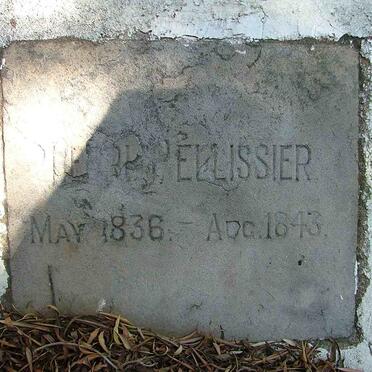 PELLISSIER
MAY 1836. – AUG. 1843.